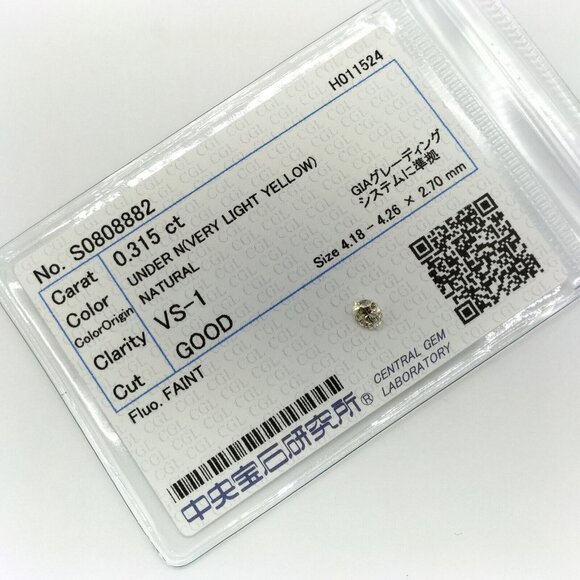 H011524
No. S0808882
Carat 0.315 ct
Color UNDER N(VERY LIGHT YELLOW)
ColorOrigin NATURAL
Clarity VS-1
Cut GOOD
GIAグレーディング
システムに準拠
Size 4.18 - 4.26 × 2.70 mm
Fluo. FAINT
中央宝石研究所®
CENTRAL GEM
LABORATORY